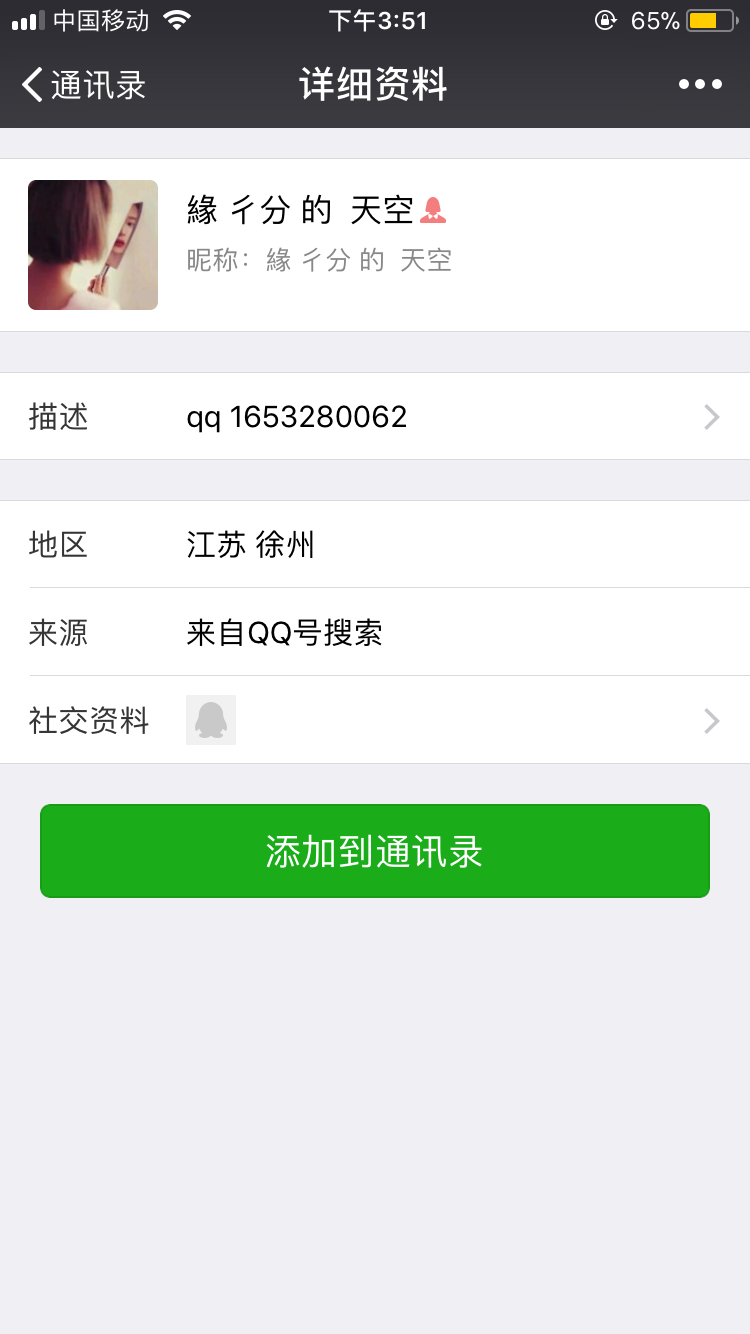 中国移动 下午3:51 65%
通讯录 详细资料
緣 彳分 的 天空
昵称：緣 彳分 的 天空
描述 qq 1653280062
地区 江苏 徐州
来源 来自QQ号搜索
社交资料
添加到通讯录